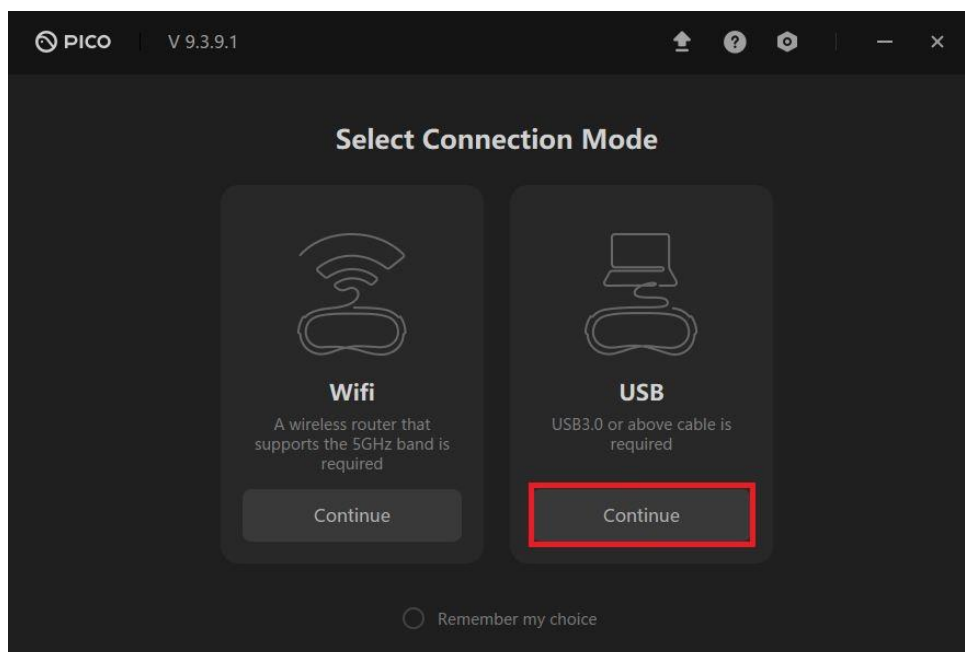 PICO V 9.3.9.1
Select Connection Mode
Wifi
A wireless router that
supports the 5GHz band is
required
Continue
USB
USB3.0 or above cable is
required
Continue
Remember my choice